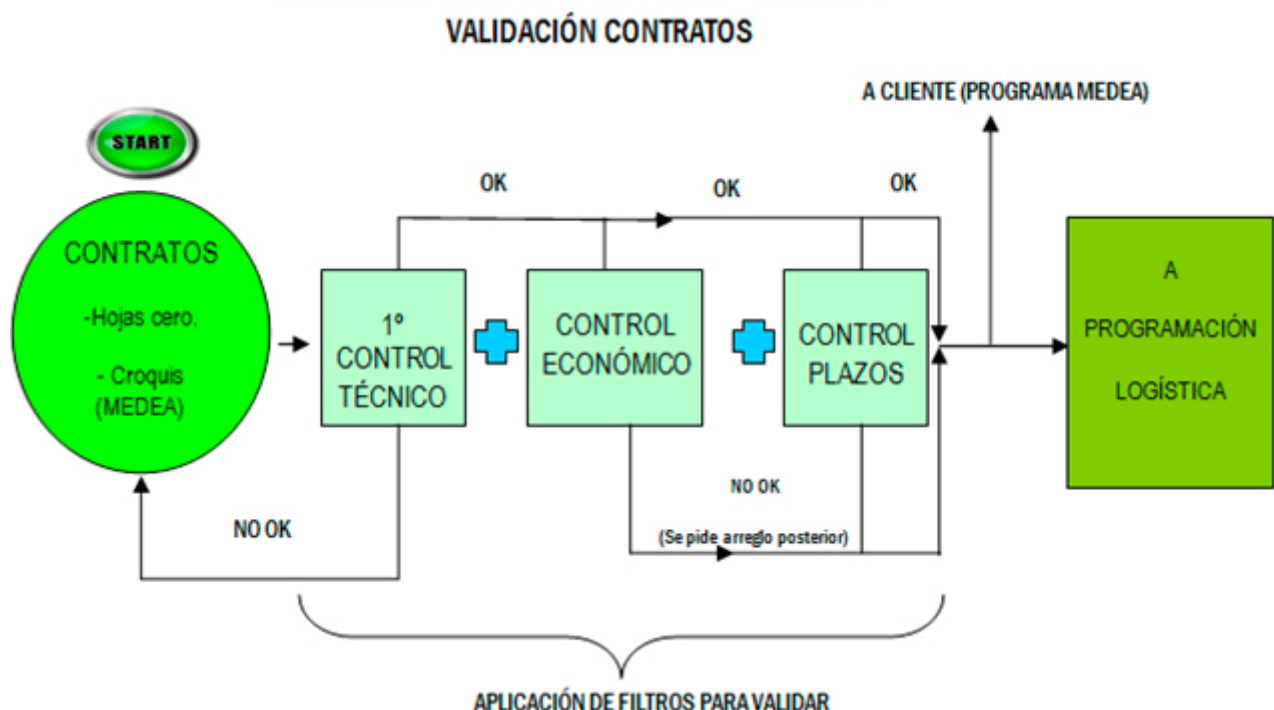 VALIDACIÓN CONTRATOS
A CLIENTE (PROGRAMA MEDEA)
START
OK
OK
OK
CONTRATOS
-Hojas cero.
- Croquis
(MEDEA)
1º
CONTROL
TÉCNICO
CONTROL
ECONÓMICO
CONTROL
PLAZOS
A
PROGRAMACIÓN
LOGÍSTICA
NO OK
NO OK
(Se pide arreglo posterior)
APLICACIÓN DE FILTROS PARA VALIDAR